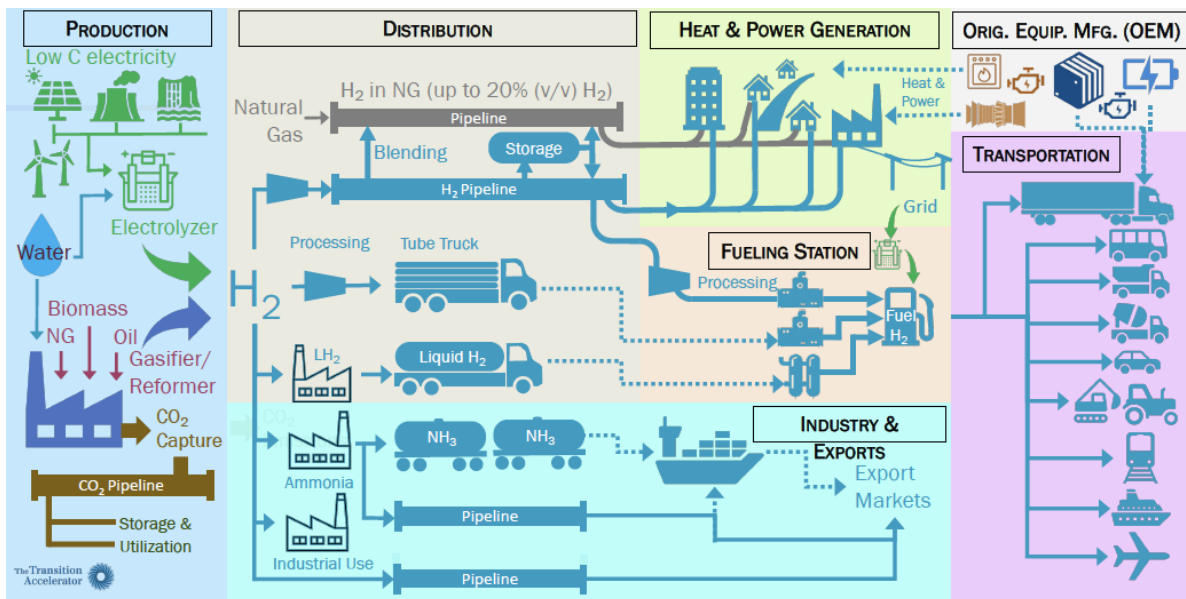 PRODUCTION
Low C electricity
Electrolyzer
Water
Biomass
NG
Oil
Gasifier/
Reformer
CO₂
Capture
CO₂ Pipeline
Storage &
Utilization
The Transition
Accelerator
DISTRIBUTION
H₂ in NG (up to 20% (v/v) H₂)
Natural
Gas
Pipeline
Blending
Storage
H₂ Pipeline
H₂
Processing
Tube Truck
LH₂
Liquid H₂
HEAT & POWER GENERATION
Heat &
Power
Grid
FUELING STATION
Processing
Fuel
H₂
INDUSTRY &
EXPORTS
CO₂
Ammonia
NH₃
NH₃
Export
Markets
Pipeline
Industrial Use
Pipeline
ORIG. EQUIP. MFG. (OEM)
TRANSPORTATION